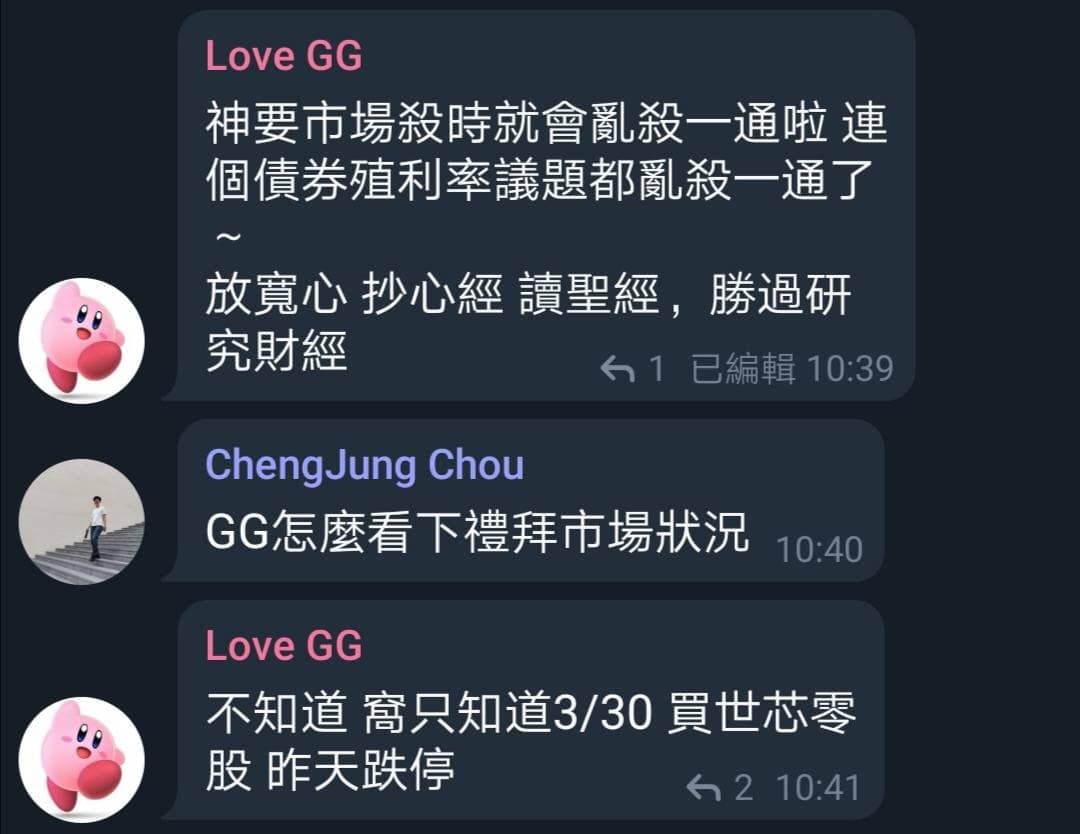 Love GG
神要市場殺時就會亂殺一通啦 連
個債券殖利率議題都亂殺一通了
~
放寬心 抄心經 讀聖經，勝過研
究財經
1 已編輯 10:39
ChengJung Chou
GG怎麼看下禮拜市場狀況
10:40
Love GG
不知道 窩只知道3/30 買世芯零
股 昨天跌停
2 10:41